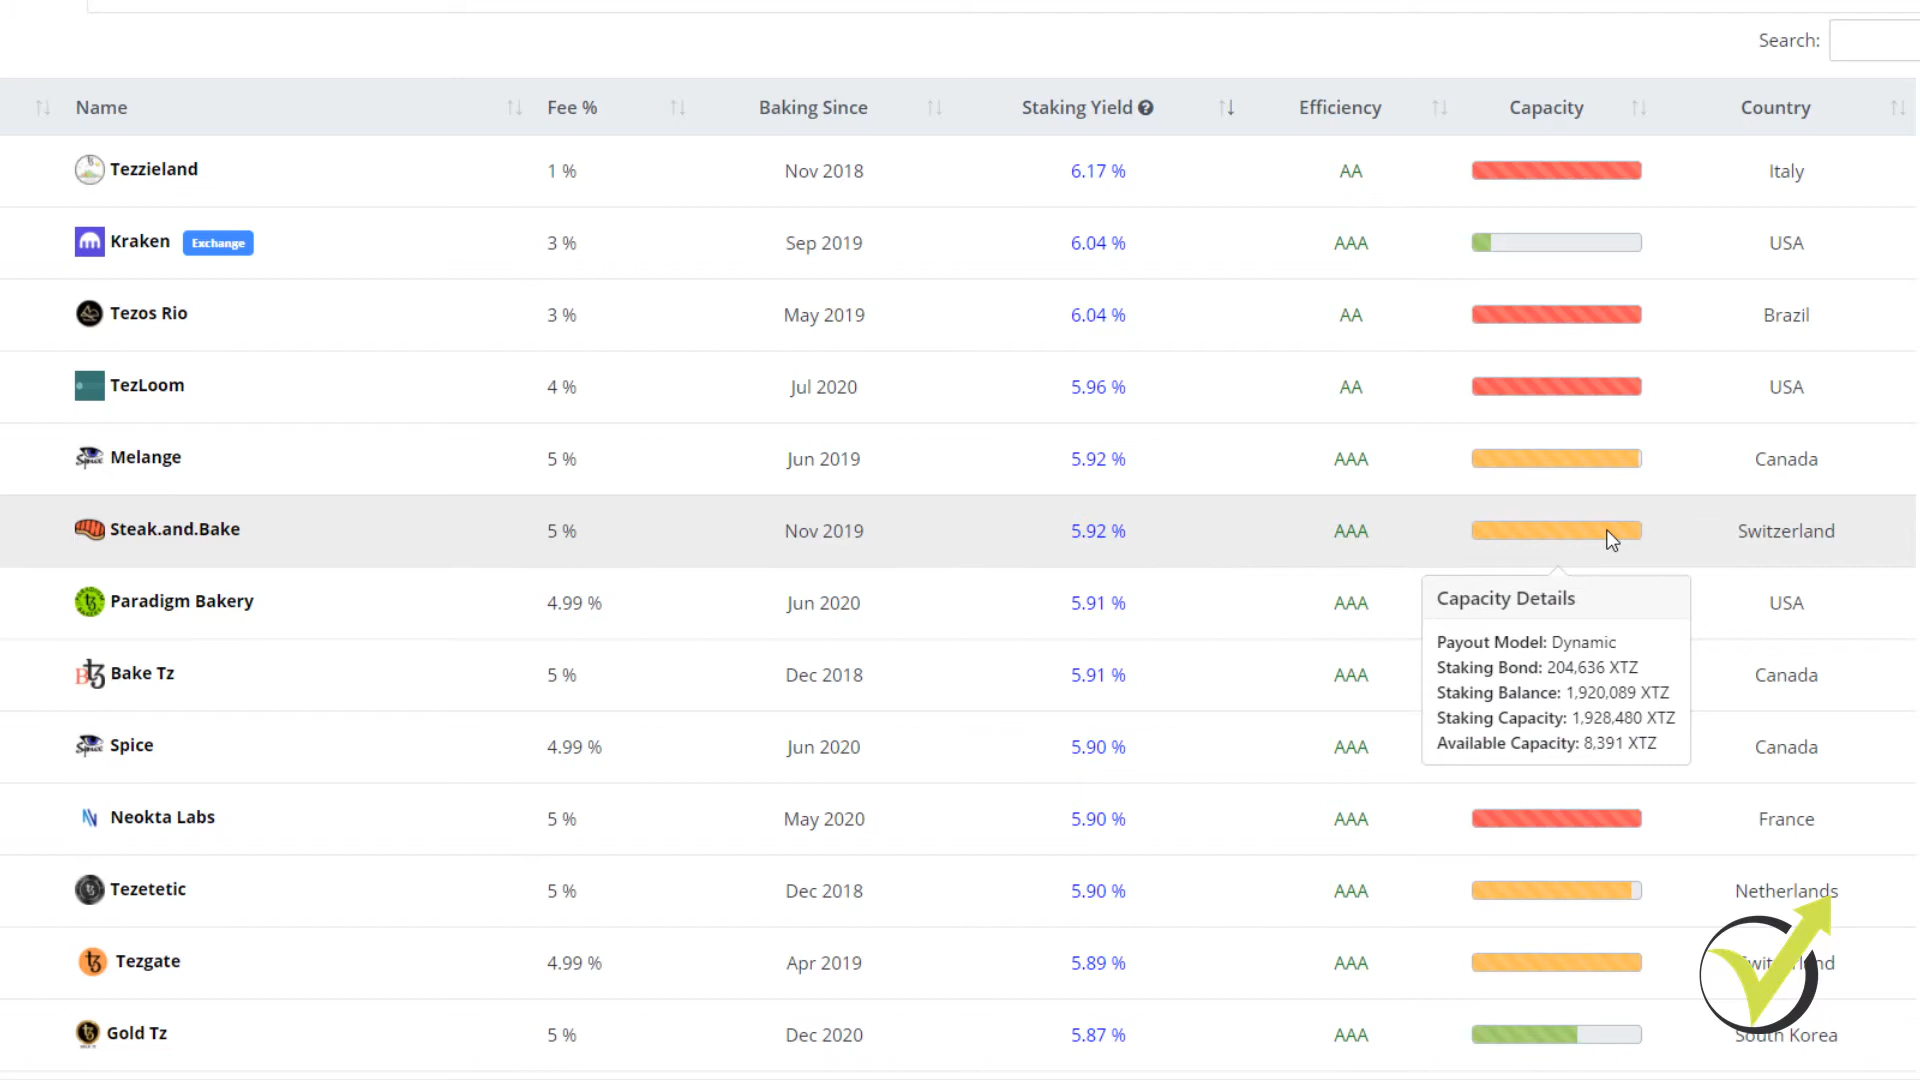 Search:
Name Fee % Baking Since Staking Yield Efficiency Capacity Country
Tezzieland 1 % Nov 2018 6.17 % AA Italy
Kraken Exchange 3 % Sep 2019 6.04 % AAA USA
Tezos Rio 3 % May 2019 6.04 % AA Brazil
TezLoom 4 % Jul 2020 5.96 % AA USA
Melange 5 % Jun 2019 5.92 % AAA Canada
Steak.and.Bake 5 % Nov 2019 5.92 % AAA Switzerland
Paradigm Bakery 4.99 % Jun 2020 5.91 % AAA USA
Bake Tz 5 % Dec 2018 5.91 % AAA Canada
Spice 4.99 % Jun 2020 5.90 % AAA Canada
Capacity Details
Payout Model: Dynamic
Staking Bond: 204,636 XTZ
Staking Balance: 1,920,089 XTZ
Staking Capacity: 1,928,480 XTZ
Available Capacity: 8,391 XTZ
Neokta Labs 5 % May 2020 5.90 % AAA France
Tezetetic 5 % Dec 2018 5.90 % AAA Netherlands
Tezgate 4.99 % Apr 2019 5.89 % AAA
Gold Tz 5 % Dec 2020 5.87 % AAA South Korea